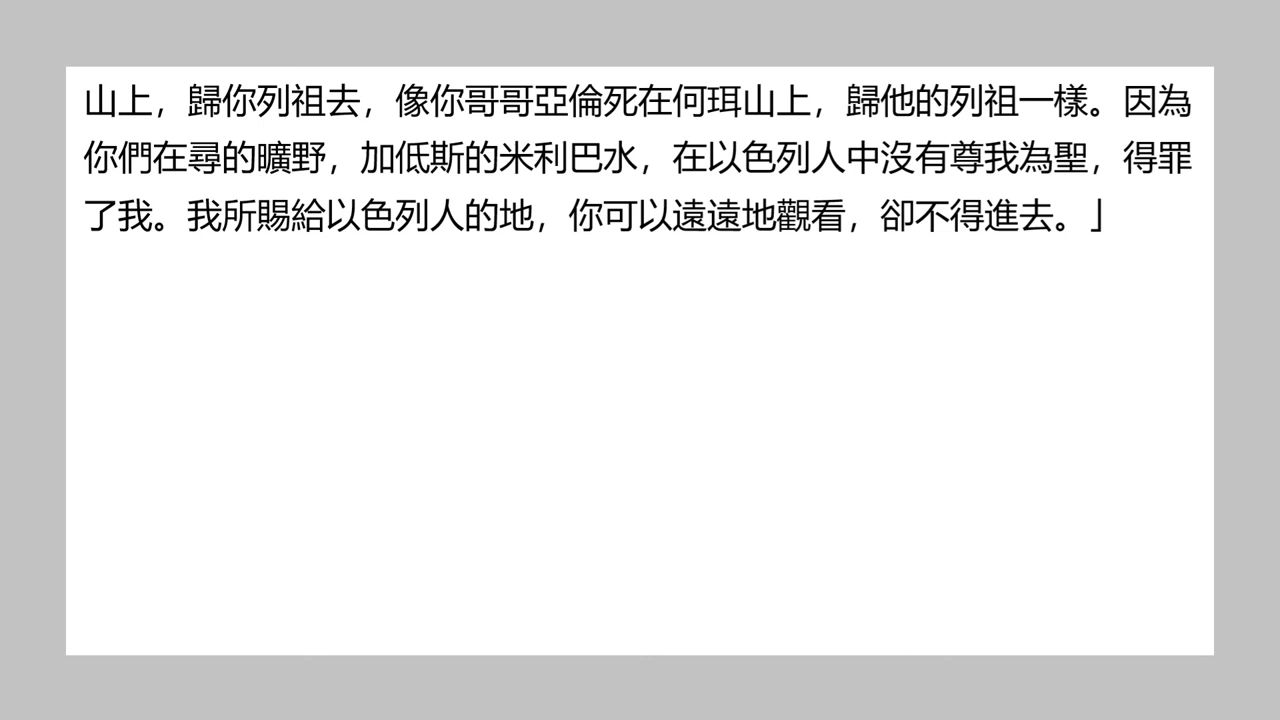 山上，歸你列祖去，像你哥哥亞倫死在何珥山上，歸他的列祖一樣。因為
你們在尋的曠野，加低斯的米利巴水，在以色列人中沒有尊我為聖，得罪
了我。我所賜給以色列人的地，你可以遠遠地觀看，卻不得進去。」